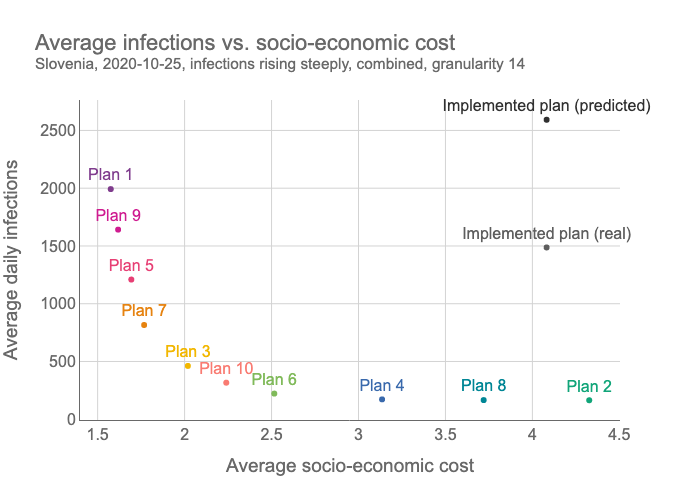 Average infections vs. socio-economic cost
Slovenia, 2020-10-25, infections rising steeply, combined, granularity 14
Implemented plan (predicted)
2500
Plan 1
2000
Plan 9
Implemented plan (real)
1500
Plan 5
1000
Plan 7
Plan 3
Plan 10
500
Plan 6
Plan 4
Plan 8
Plan 2
0
1.5
2
2.5
3
3.5
4
4.5
Average daily infections
Average socio-economic cost